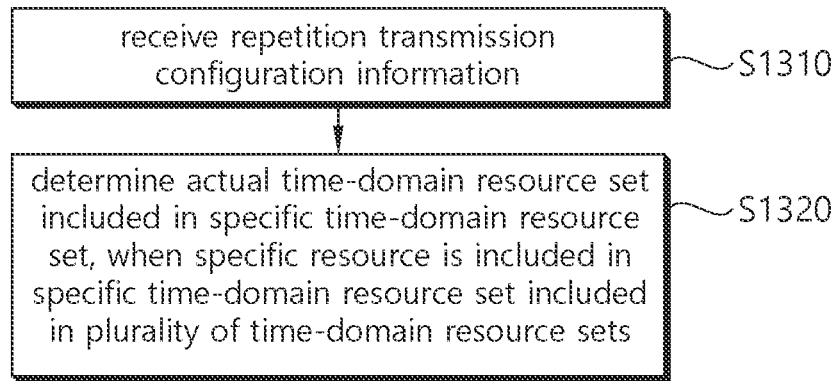 receive repetition transmission
configuration information
S1310
determine actual time-domain resource set
included in specific time-domain resource
set, when specific resource is included in
specific time-domain resource set included
in plurality of time-domain resource sets
S1320